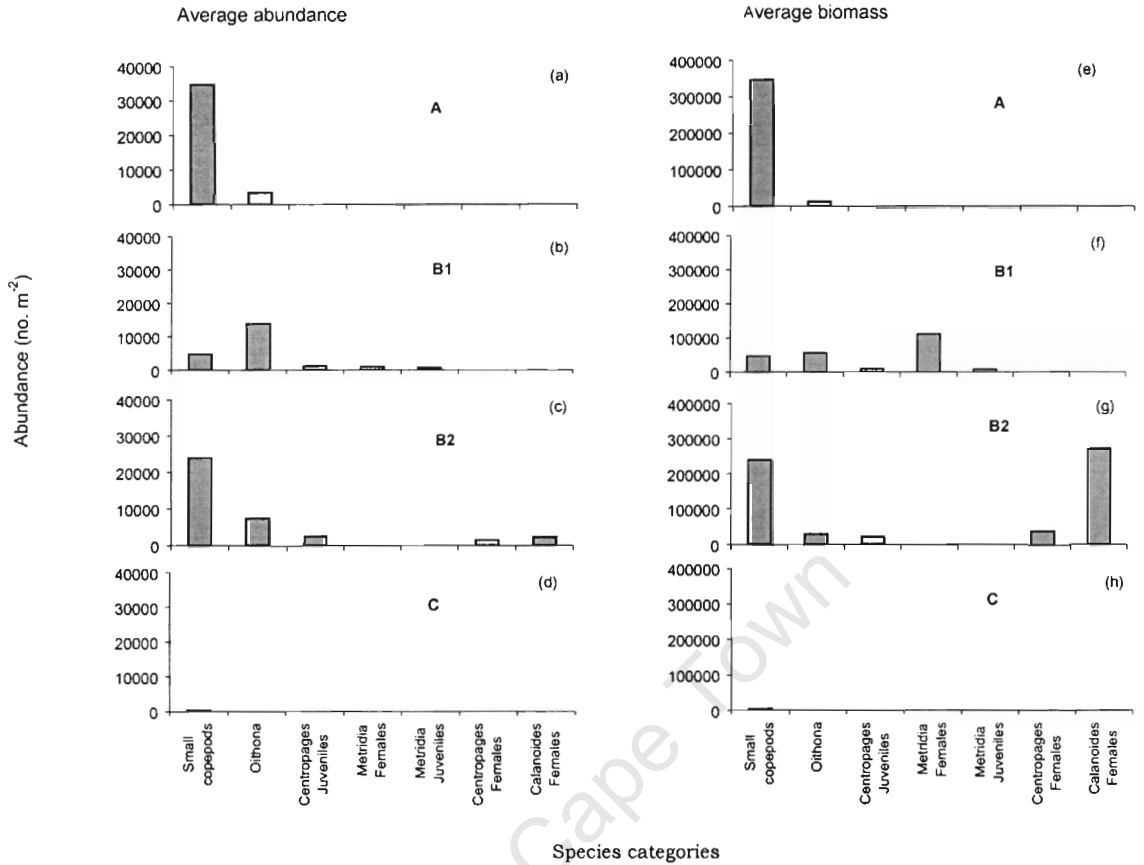 Average abundance
Average biomass
Abundance (no. m⁻²)
40000
30000
20000
10000
0
(a)
A
40000
30000
20000
10000
0
(b)
B1
40000
30000
20000
10000
0
(c)
B2
40000
30000
20000
10000
0
(d)
C
Small copepods
Oithona
Centropages Juveniles
Metridia Females
Metridia Juveniles
Centropages Females
Calanoides Females
400000
300000
200000
100000
0
(e)
A
400000
300000
200000
100000
0
(f)
B1
400000
300000
200000
100000
0
(g)
B2
400000
300000
200000
100000
0
(h)
C
Small copepods
Oithona
Centropages Juveniles
Metridia Females
Metridia Juveniles
Centropages Females
Calanoides Females
Species categories
Cape Town